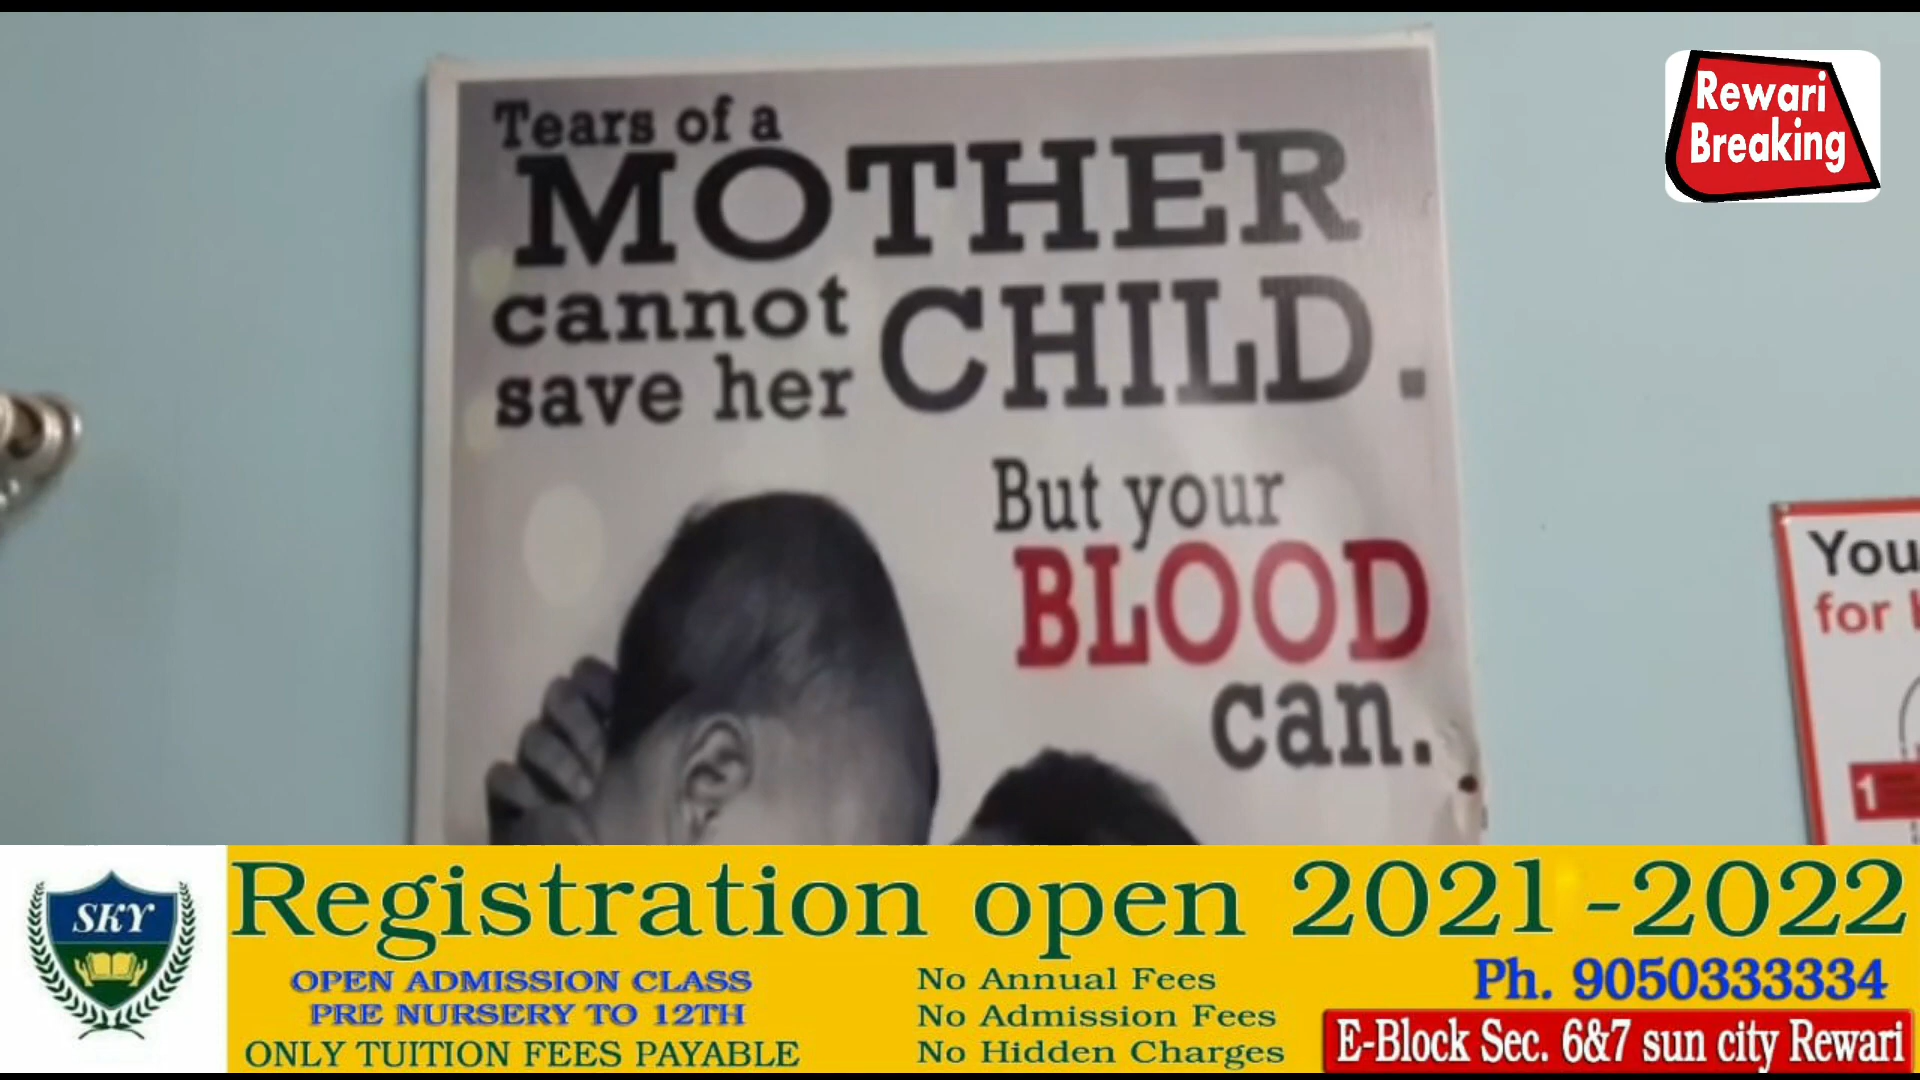 Tears of a
MOTHER
cannot
save her CHILD.
But your
BLOOD
can.
Rewari
Breaking
You
for
1
SKY
Registration open 2021-2022
OPEN ADMISSION CLASS
PRE NURSERY TO 12TH
ONLY TUITION FEES PAYABLE
No Annual Fees
No Admission Fees
No Hidden Charges
Ph. 9050333334
E-Block Sec. 6&7 sun city Rewari